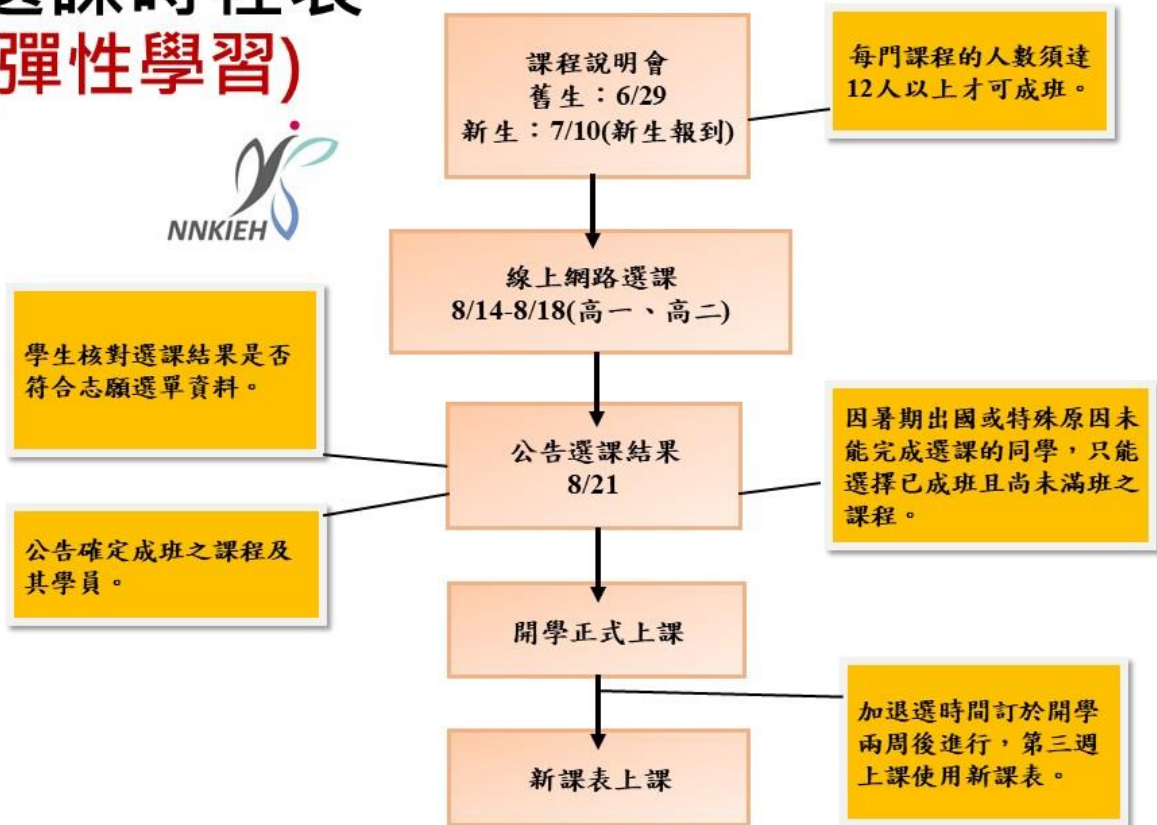 選課時程表
彈性學習)
NNKIEH
課程說明會
舊生：6/29
新生：7/10(新生報到)
每門課程的人數須達
12人以上才可成班。
線上網路選課
8/14-8/18(高一、高二)
學生核對選課結果是否
符合志願選單資料。
公告選課結果
8/21
因暑期出國或特殊原因未
能完成選課的同學，只能
選擇已成班且尚未滿班之
課程。
公告確定成班之課程及
其學員。
開學正式上課
加退選時間訂於開學
兩周後進行，第三週
上課使用新課表。
新課表上課